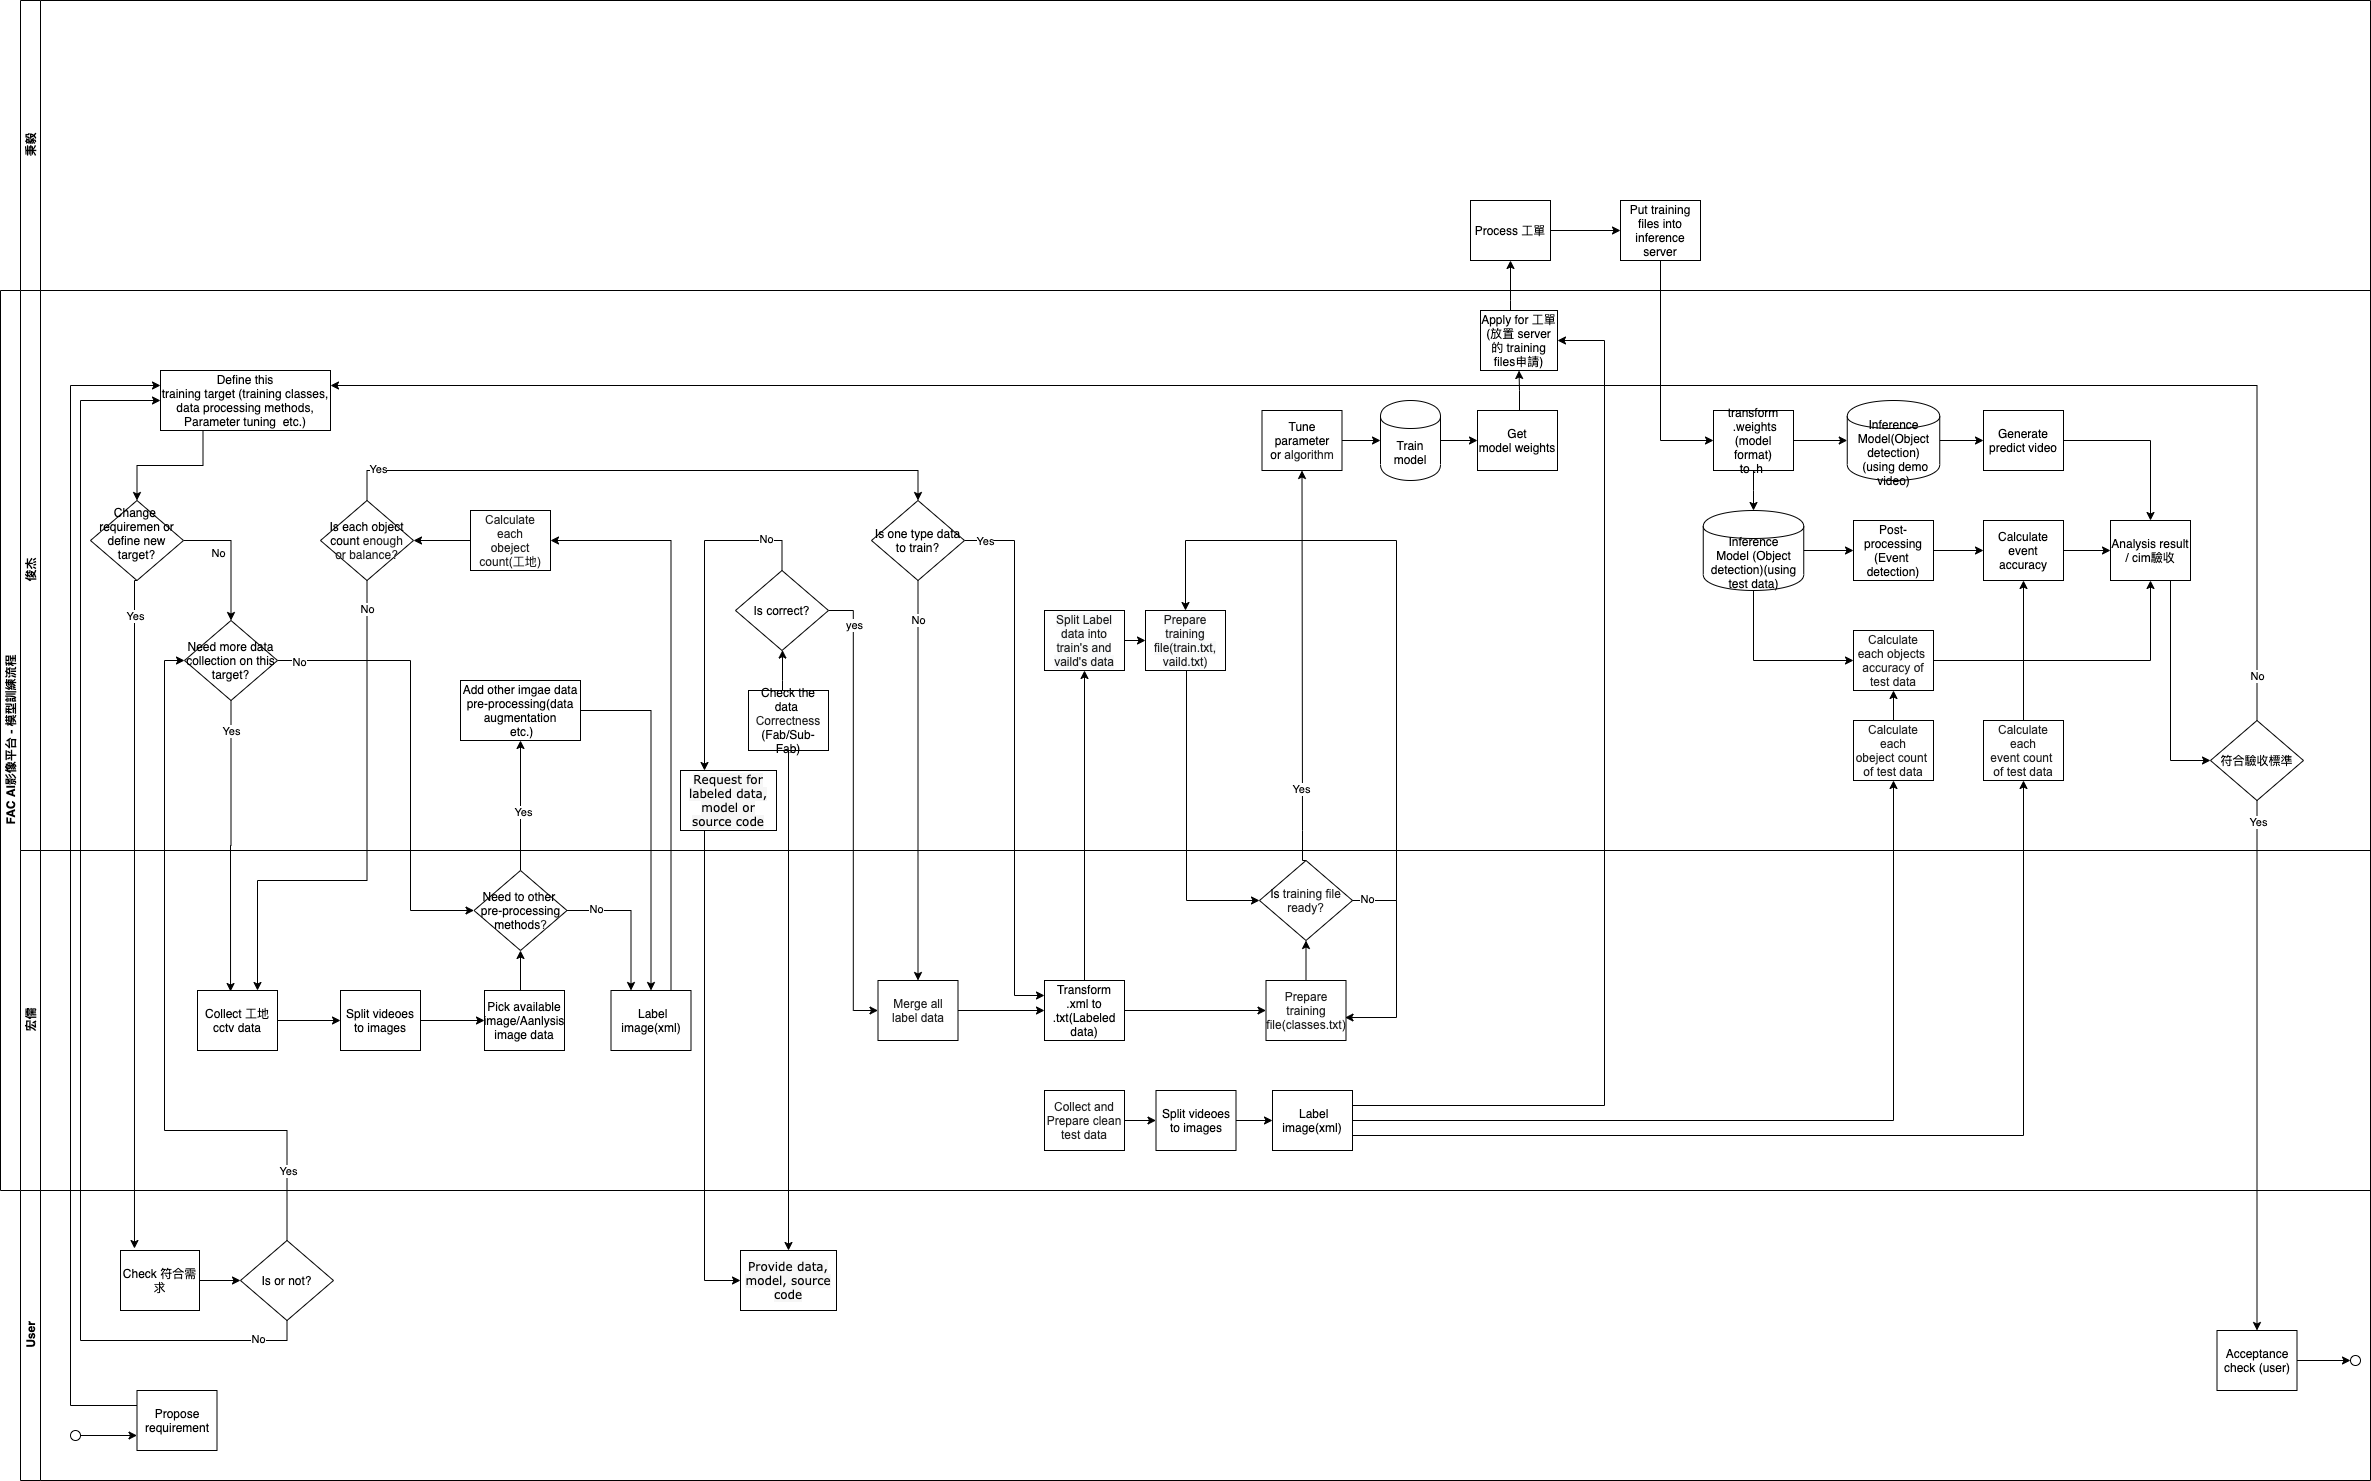 秉毅
Process 工單
Put training
files into
inference
server
FAC AI影像平台 - 模型訓練流程
俊杰
Apply for 工單
(放置 server
的 training
files申請)
Define this
training target (training classes,
data processing methods,
Parameter tuning  etc.)
Tune
parameter
or algorithm
Train
model
Get
model weights
transform
.weights
(model
format)
to .h
Inference
Model(Object
detection)
(using demo
video)
Generate
predict video
Change
requiremen or
define new
target?
No
Yes
Yes
Is each object
count enough
or balance?
No
Calculate
each
obeject
count(工地)
No
Is correct?
yes
Is one type data
to train?
Yes
No
Inference
Model (Object
detection)(using
test data)
Post-
processing
(Event
detection)
Calculate
event
accuracy
Analysis result
/ cim驗收
Need more data
collection on this
target?
No
Yes
Split Label
data into
train's and
vaild's data
Prepare
training
file(train.txt,
vaild.txt)
Calculate
each objects
accuracy of
test data
No
Add other imgae data
pre-processing(data
augmentation
etc.)
Yes
Check the
data
Correctness
(Fab/Sub-
Fab)
Request for
labeled data,
model or
source code
Yes
Calculate
each
obeject count
of test data
Calculate
each
event count
of test data
符合驗收標準
Yes
宏儒
Need to other
pre-processing
methods?
No
Is training file
ready?
No
Collect 工地
cctv data
Split videoes
to images
Pick available
image/Aanlysis
image data
Label
image(xml)
Merge all
label data
Transform
.xml to
.txt(Labeled
data)
Prepare
training
file(classes.txt)
Collect and
Prepare clean
test data
Split videoes
to images
Label
image(xml)
Yes
User
Check 符合需
求
Is or not?
No
Provide data,
model, source
code
Acceptance
check (user)
Propose
requirement